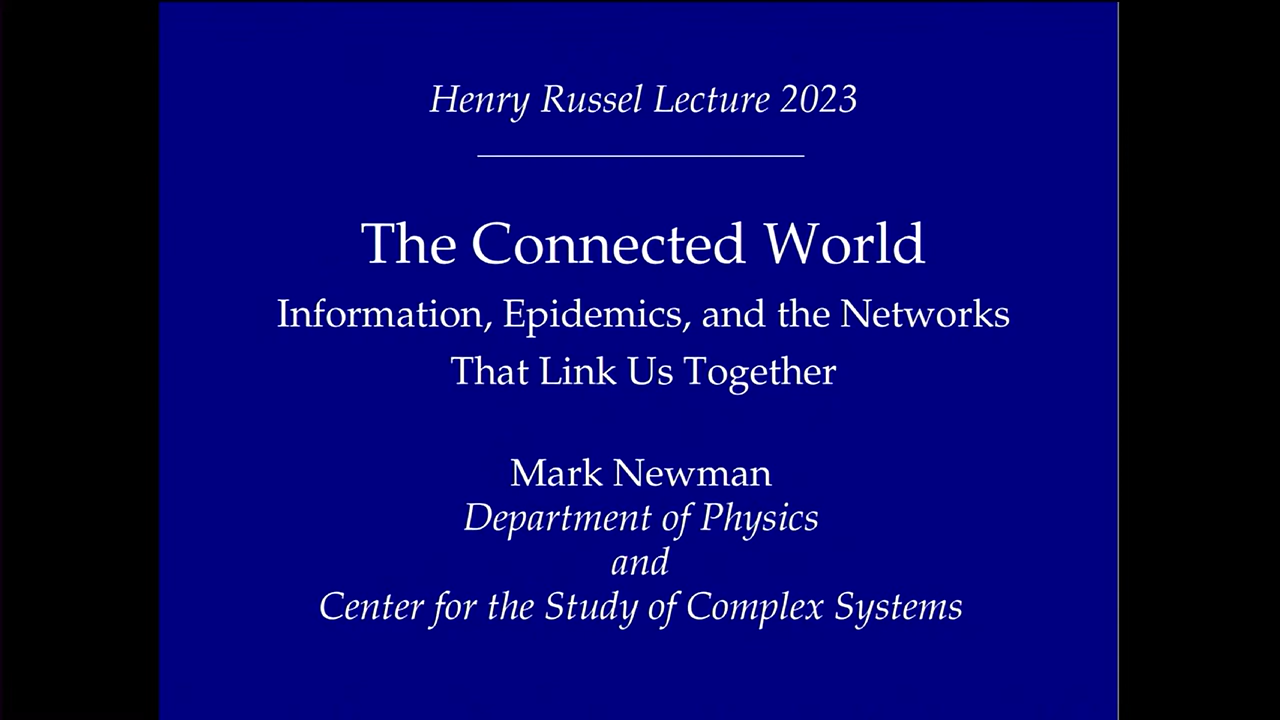 Henry Russel Lecture 2023
The Connected World
Information, Epidemics, and the Networks
That Link Us Together
Mark Newman
Department of Physics
and
Center for the Study of Complex Systems